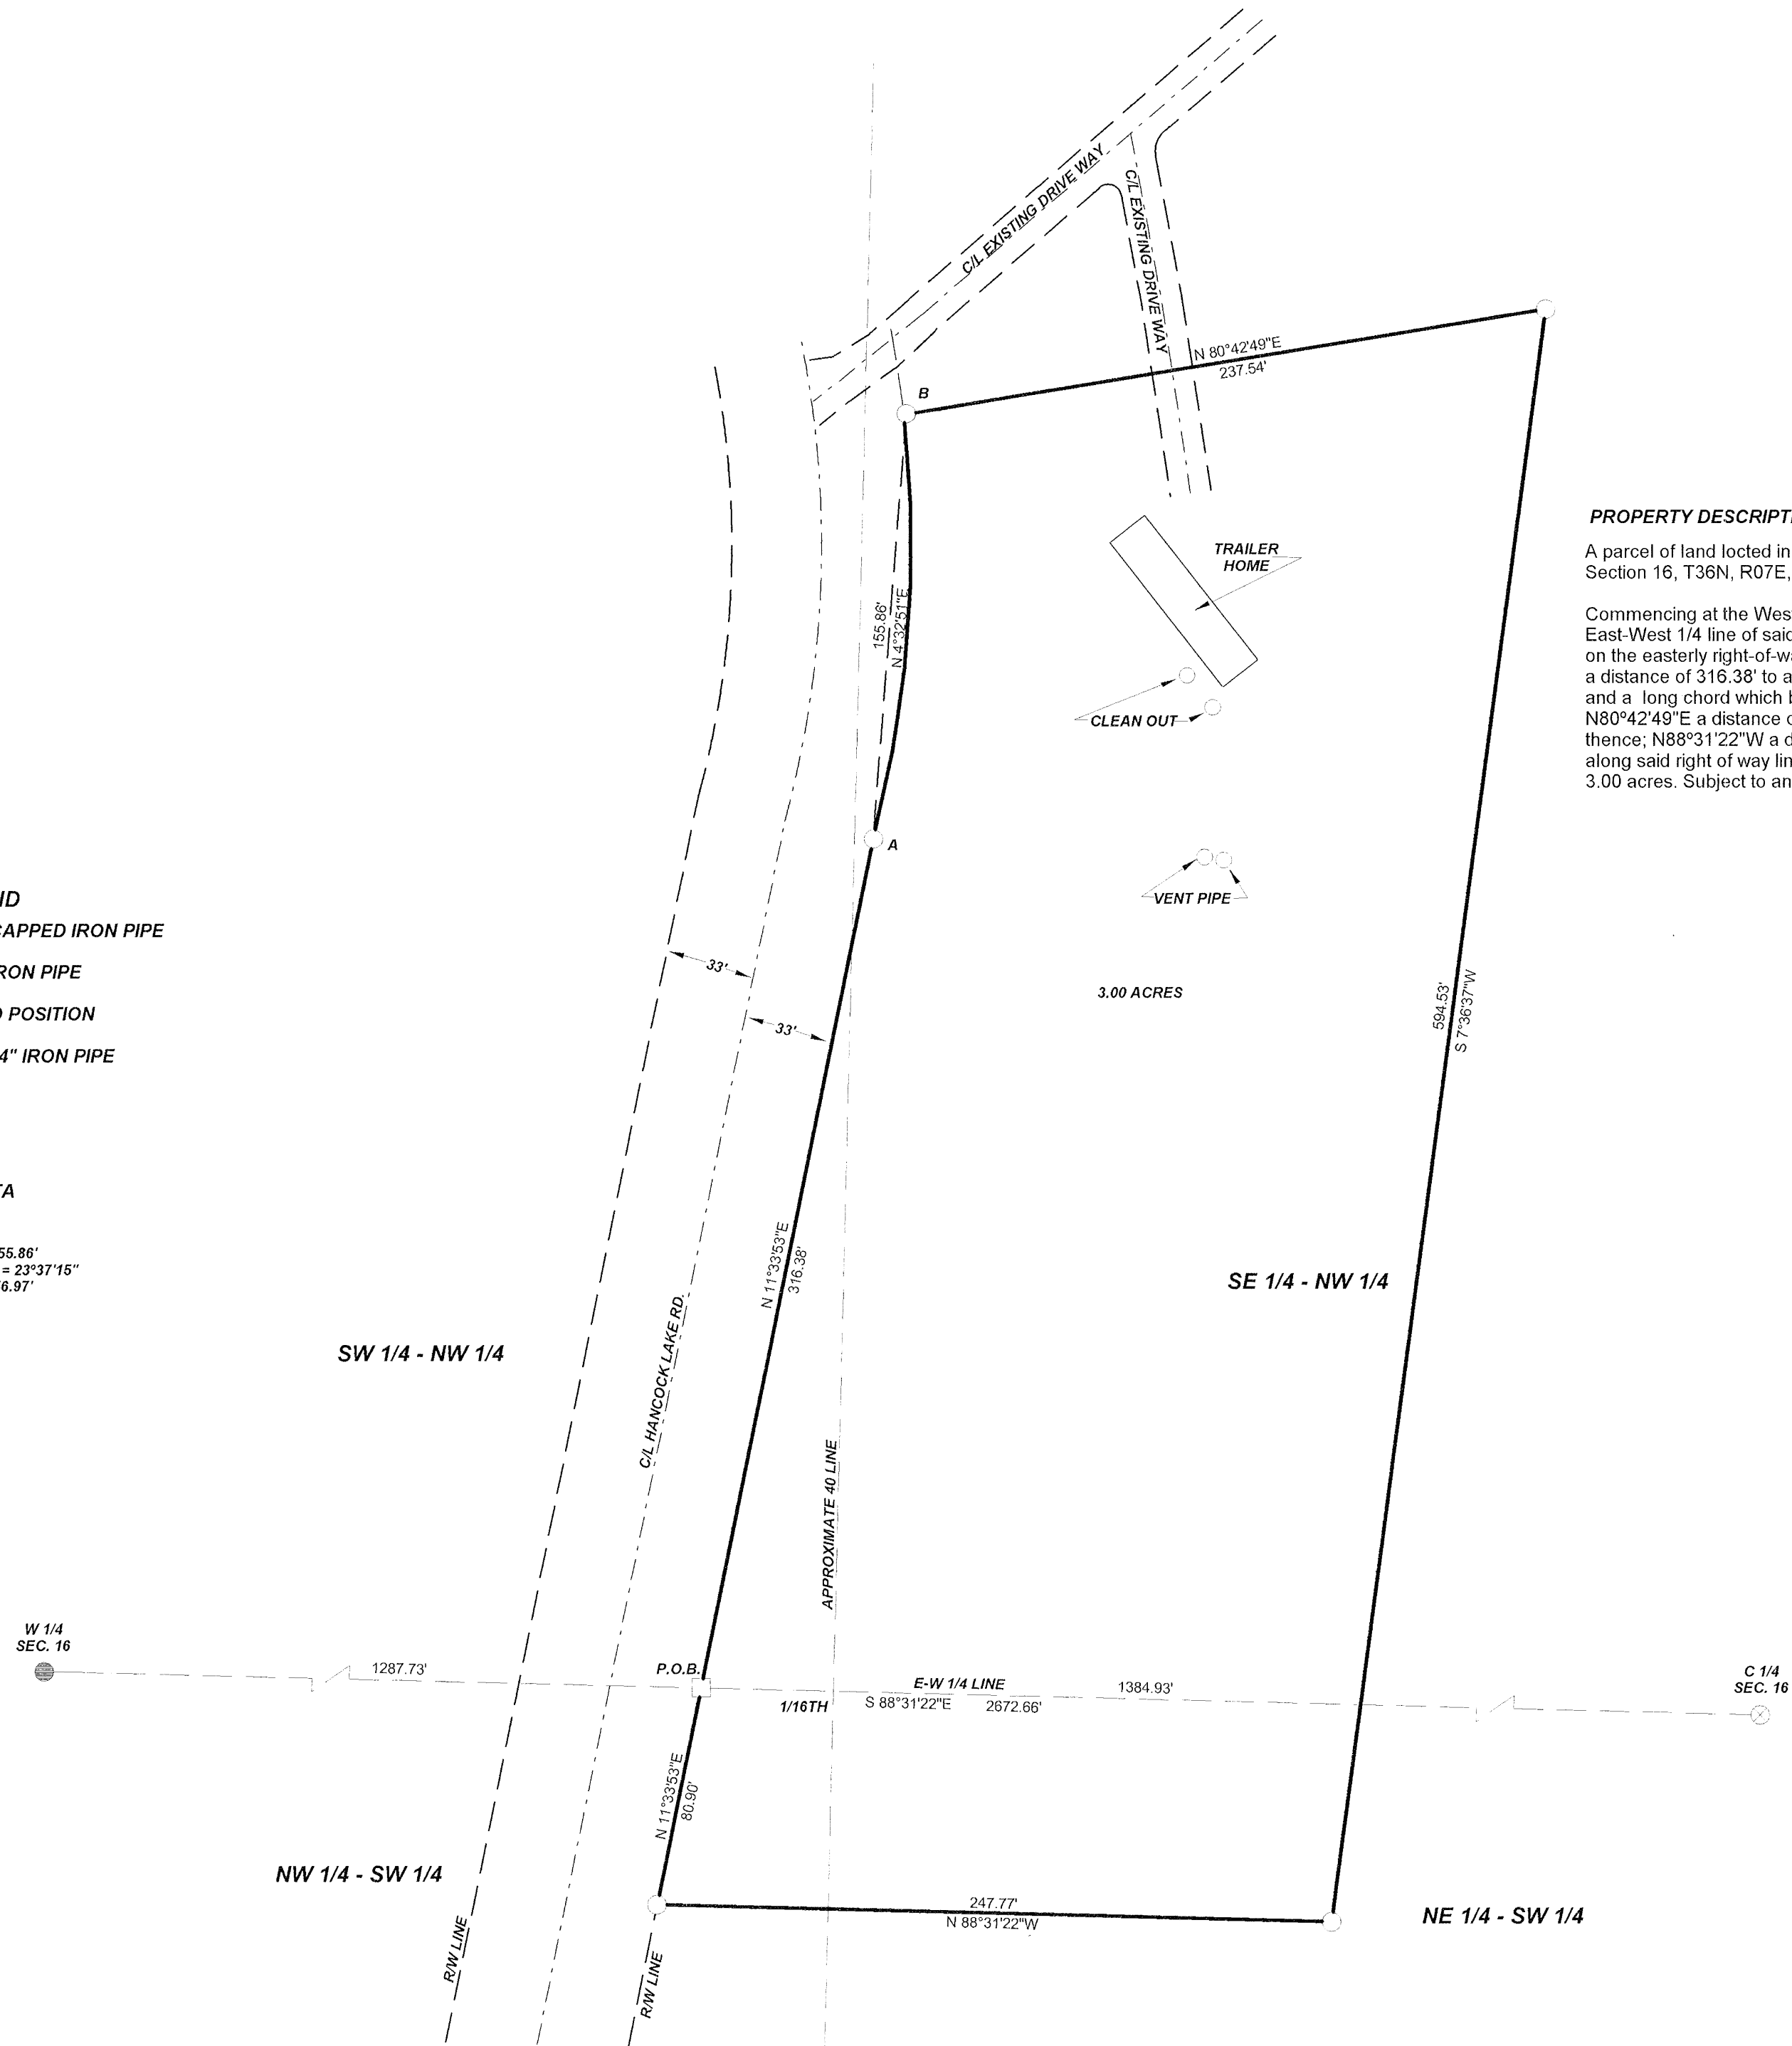 C/L EXISTING DRIVE WAY
C/L EXISTING DRIVE WAY
B
N 80°42'49"E
237.54'
PROPERTY DESCRIPT
A parcel of land locted in
Section 16, T36N, R07E,
Commencing at the Wes
East-West 1/4 line of said
on the easterly right-of-wa
a distance of 316.38' to a
and a long chord which b
N80º42'49"E a distance o
thence; N88º31'22"W a d
along said right of way lin
3.00 acres. Subject to an
TRAILER
HOME
155.86'
N 4°32'51"E
CLEAN OUT
A
VENT PIPE
ND
CAPPED IRON PIPE
RON PIPE
D POSITION
4" IRON PIPE
33'
33'
3.00 ACRES
594.53'
S 7°36'37"W
TA
55.86'
= 23º37'15"
6.97'
N 11°33'53"E
316.38'
SE 1/4 - NW 1/4
SW 1/4 - NW 1/4
C/L HANCOCK LAKE RD.
APPROXIMATE 40 LINE
W 1/4
SEC. 16
1287.73'
P.O.B.
1/16TH
E-W 1/4 LINE
S 88°31'22"E 2672.66'
1384.93'
C 1/4
SEC. 16
N 11°33'53"E
80.90'
NW 1/4 - SW 1/4
247.77'
N 88°31'22"W
NE 1/4 - SW 1/4
R/W LINE
R/W LINE